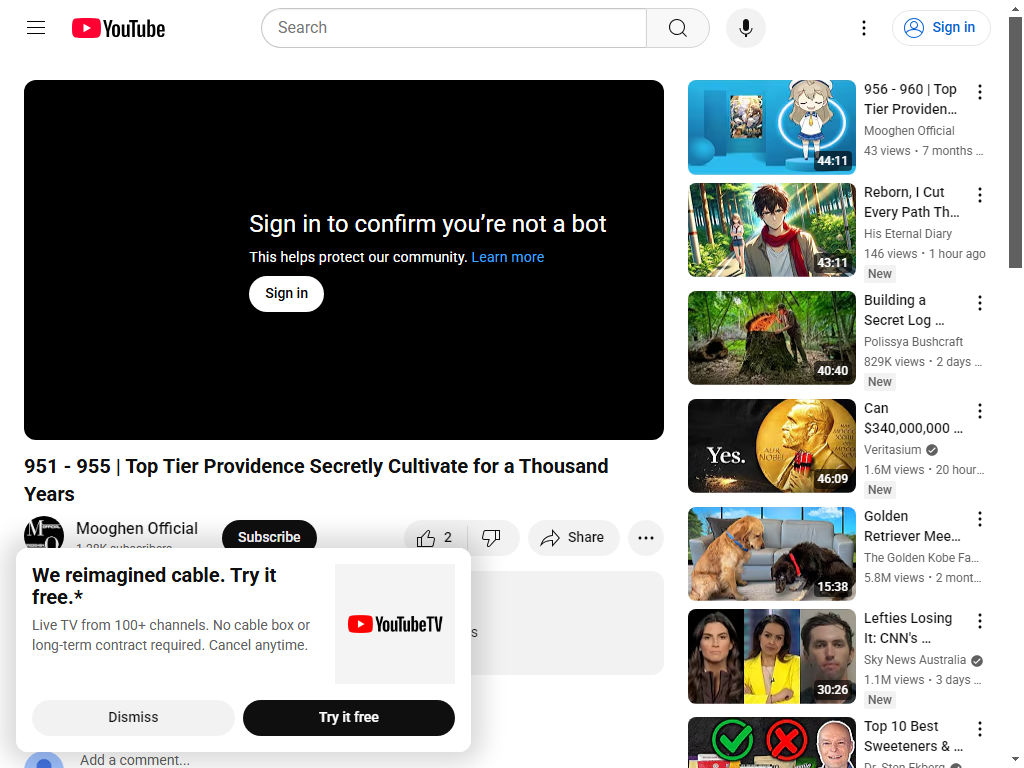 YouTube
Search
Sign in
Sign in to confirm you're not a bot
This helps protect our community. Learn more
Sign in
951 - 955 | Top Tier Providence Secretly Cultivate for a Thousand
Years
Mooghen Official
Subscribe
2
Share
We reimagined cable. Try it
free.*
Live TV from 100+ channels. No cable box or
long-term contract required. Cancel anytime.
YouTubeTV
Dismiss
Try it free
Add a comment...
44:11
956 - 960 | Top
Tier Providen...
Mooghen Official
43 views • 7 months ...
43:11
Reborn, I Cut
Every Path Th...
His Eternal Diary
146 views • 1 hour ago
New
40:40
Building a
Secret Log ...
Polissya Bushcraft
829K views • 2 days ...
New
Yes.
46:09
Can
$340,000,000 ...
Veritasium
1.6M views • 20 hour...
New
15:38
Golden
Retriever Mee...
The Golden Kobe Fa...
5.8M views • 2 mont...
30:26
Lefties Losing
It: CNN's ...
Sky News Australia
1.1M views • 3 days ...
New
Top 10 Best
Sweeteners & ...
Dr. Sten Ekberg